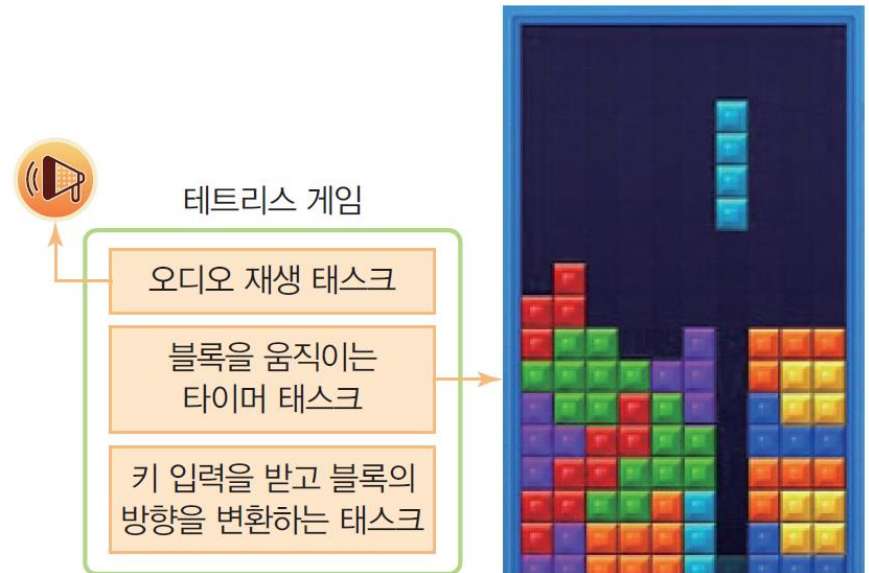 테트리스 게임
오디오 재생 태스크
블록을 움직이는
타이머 태스크
키 입력을 받고 블록의
방향을 변환하는 태스크